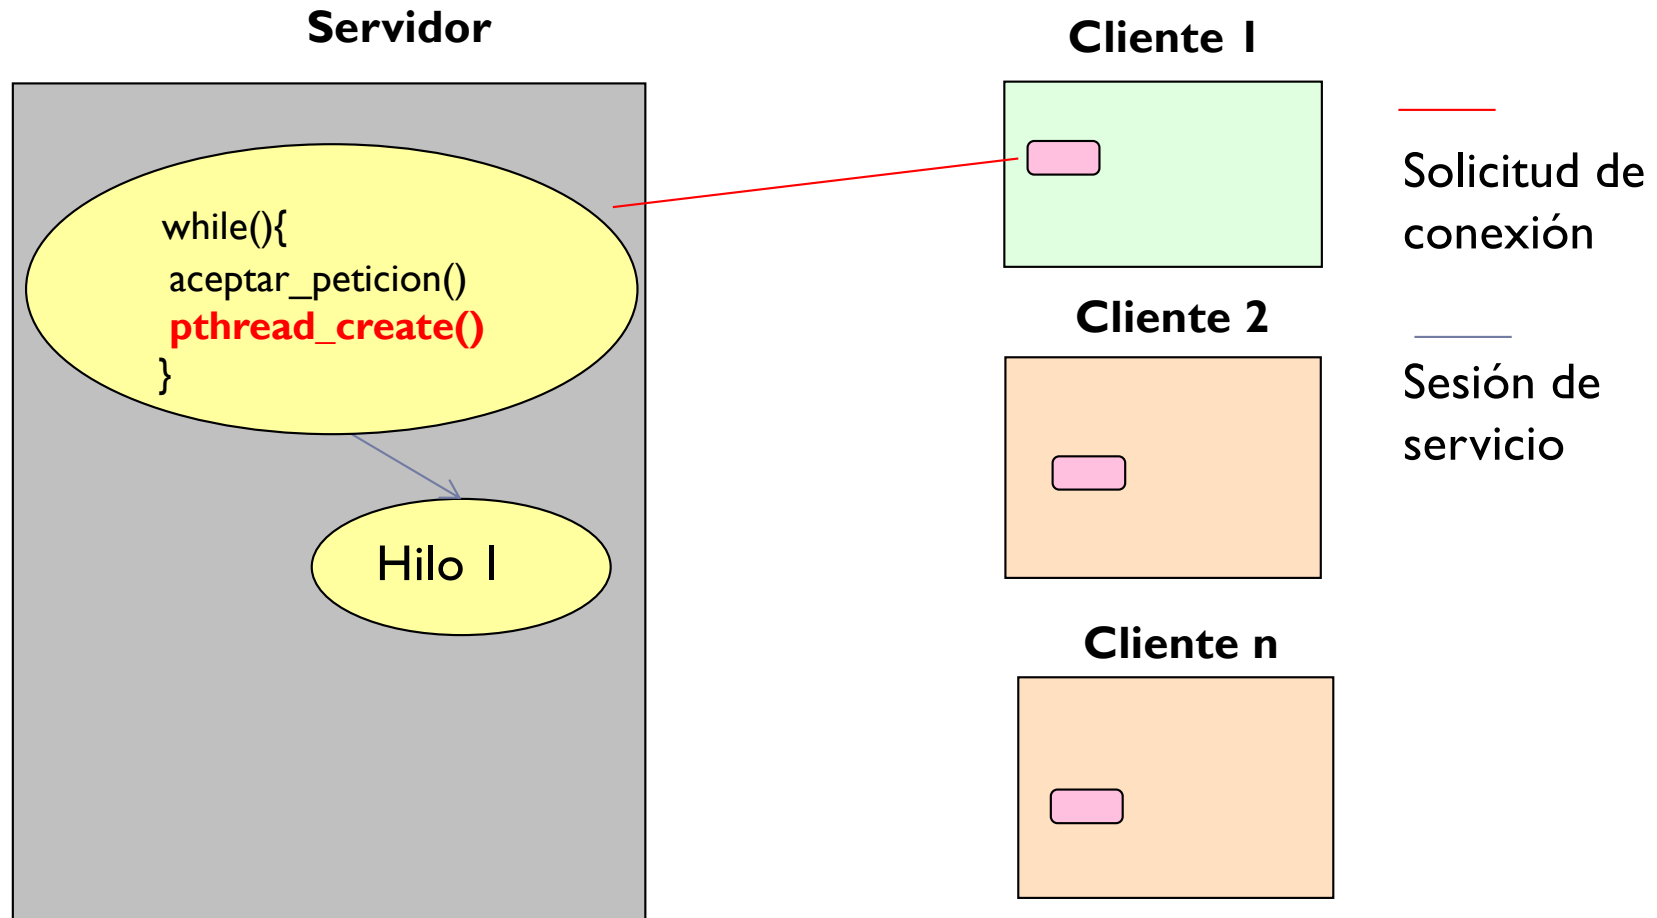 Servidor
while(){
aceptar_peticion()
pthread_create()
}
Hilo 1
Cliente 1
Cliente 2
Cliente n
Solicitud de
conexión
Sesión de
servicio